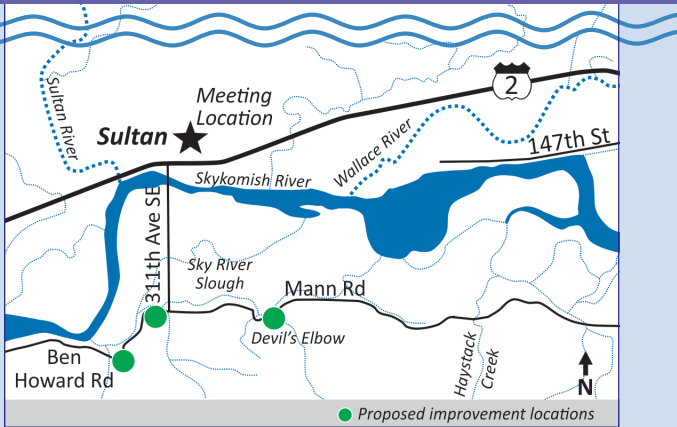 2
Sultan River
Meeting
Location
Sultan
147th St
Wallace River
Skykomish River
311th Ave SE
Sky River
Slough
Mann Rd
Devil's Elbow
Ben
Howard Rd
Haystack
Creek
N
Proposed improvement locations